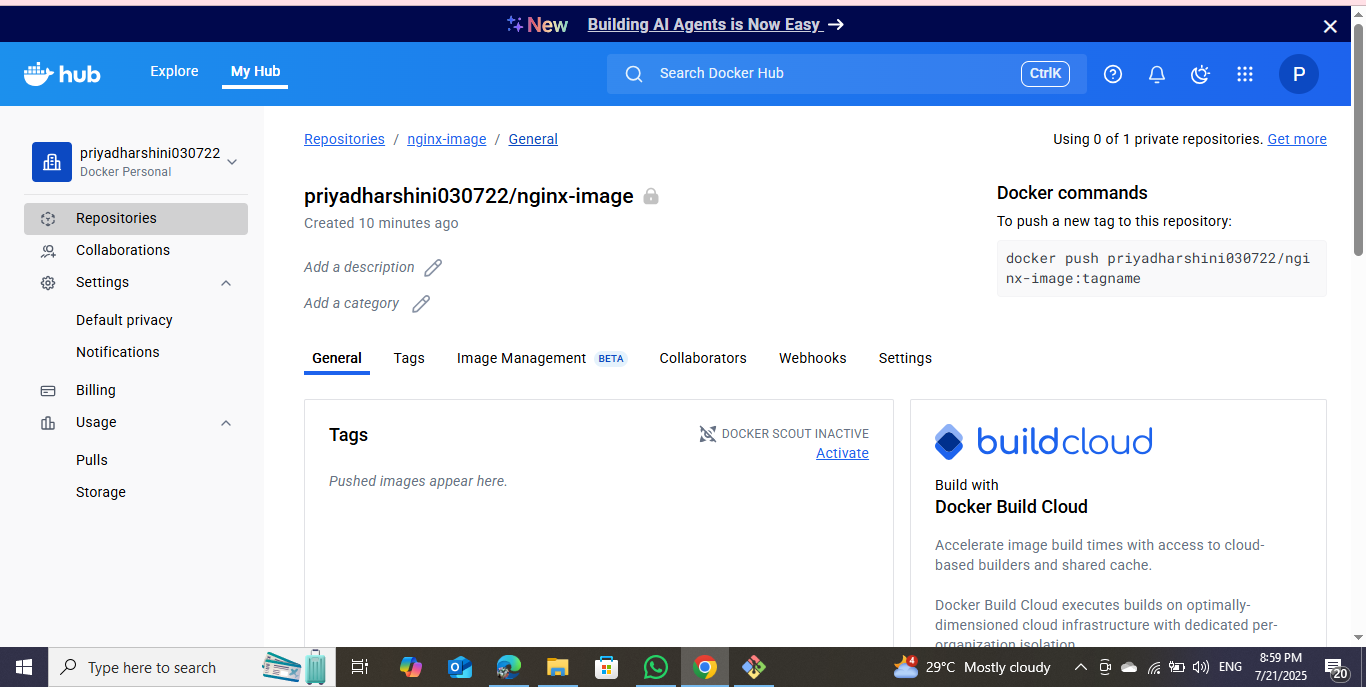 New Building AI Agents is Now Easy
hub Explore My Hub Search Docker Hub CtrlK P
priyadharshini030722
Docker Personal
Repositories
Collaborations
Settings
Default privacy
Notifications
Billing
Usage
Pulls
Storage
Repositories / nginx-image / General
Using 0 of 1 private repositories. Get more
priyadharshini030722/nginx-image
Created 10 minutes ago
Add a description
Add a category
Docker commands
To push a new tag to this repository:
docker push priyadharshini030722/ngi
nx-image:tagname
General Tags Image Management BETA Collaborators Webhooks Settings
Tags
DOCKER SCOUT INACTIVE
Activate
Pushed images appear here.
buildcloud
Build with
Docker Build Cloud
Accelerate image build times with access to cloud-
based builders and shared cache.
Docker Build Cloud executes builds on optimally-
dimensioned cloud infrastructure with dedicated per-
organization isolation.
Type here to search
4
29°C Mostly cloudy
ENG
8:59 PM
7/21/2025
20